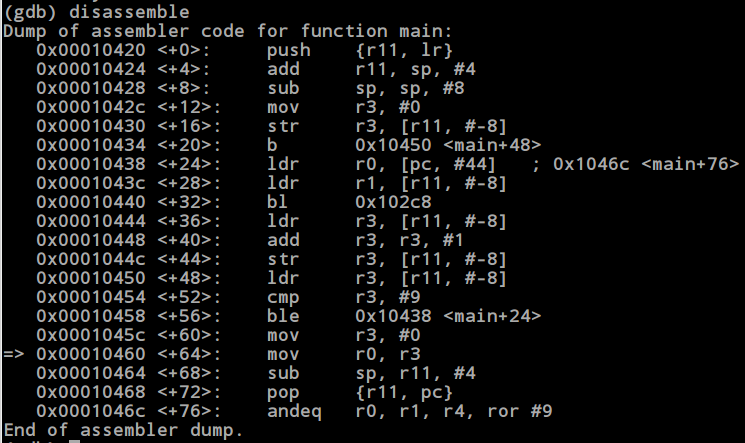 (gdb) disassemble
Dump of assembler code for function main:
   0x00010420 <+0>:     push    {r11, lr}
   0x00010424 <+4>:     add     r11, sp, #4
   0x00010428 <+8>:     sub     sp, sp, #8
   0x0001042c <+12>:    mov     r3, #0
   0x00010430 <+16>:    str     r3, [r11, #-8]
   0x00010434 <+20>:    b       0x10450 <main+48>
   0x00010438 <+24>:    ldr     r0, [pc, #44]   ; 0x1046c <main+76>
   0x0001043c <+28>:    ldr     r1, [r11, #-8]
   0x00010440 <+32>:    bl      0x102c8
   0x00010444 <+36>:    ldr     r3, [r11, #-8]
   0x00010448 <+40>:    add     r3, r3, #1
   0x0001044c <+44>:    str     r3, [r11, #-8]
   0x00010450 <+48>:    ldr     r3, [r11, #-8]
   0x00010454 <+52>:    cmp     r3, #9
   0x00010458 <+56>:    ble     0x10438 <main+24>
   0x0001045c <+60>:    mov     r3, #0
=> 0x00010460 <+64>:    mov     r0, r3
   0x00010464 <+68>:    sub     sp, r11, #4
   0x00010468 <+72>:    pop     {r11, pc}
   0x0001046c <+76>:    andeq   r0, r1, r4, ror #9
End of assembler dump.